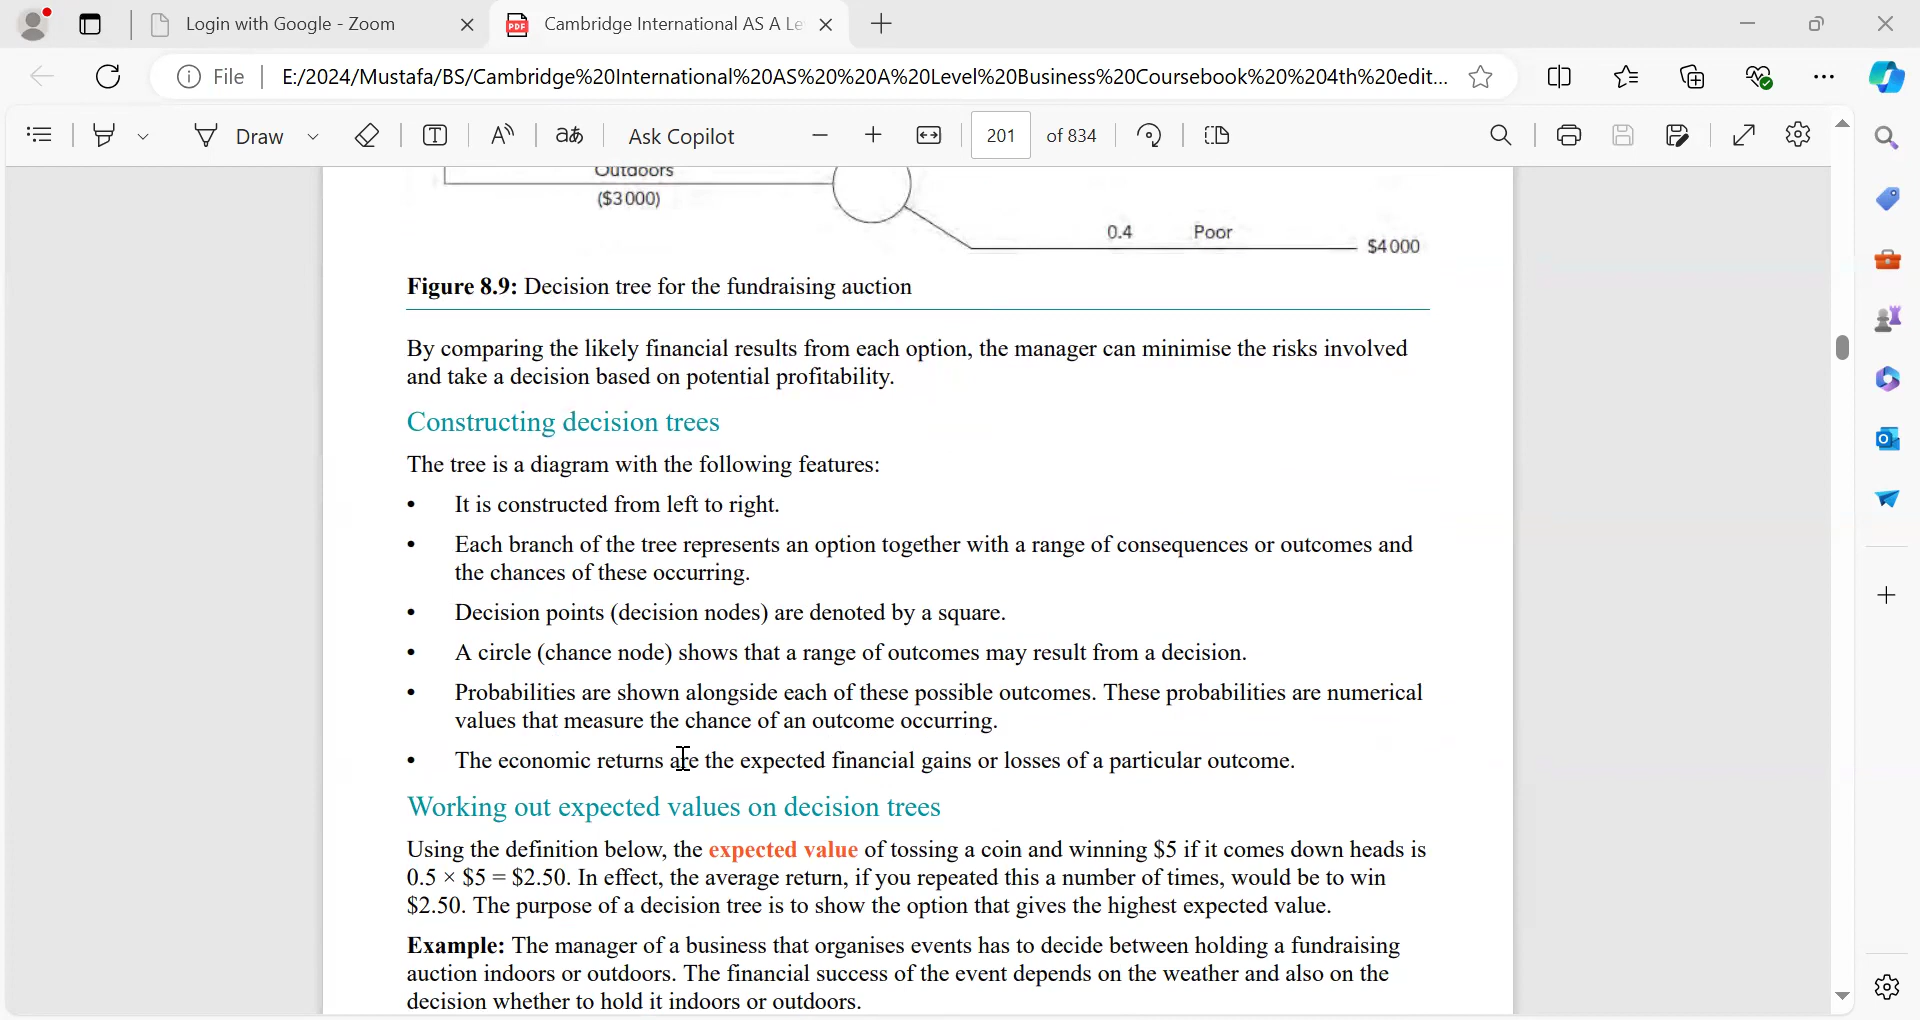 Login with Google - Zoom
Cambridge International AS A Le
File
E:/2024/Mustafa/BS/Cambridge%20International%20AS%20%20A%20Level%20Business%20Coursebook%20%204th%20edit...
Draw
aあ
Ask Copilot
201 of 834
Outdoors
($3 000)
0.4 Poor
$4 000
Figure 8.9: Decision tree for the fundraising auction
By comparing the likely financial results from each option, the manager can minimise the risks involved
and take a decision based on potential profitability.
Constructing decision trees
The tree is a diagram with the following features:
• It is constructed from left to right.
• Each branch of the tree represents an option together with a range of consequences or outcomes and
the chances of these occurring.
• Decision points (decision nodes) are denoted by a square.
• A circle (chance node) shows that a range of outcomes may result from a decision.
• Probabilities are shown alongside each of these possible outcomes. These probabilities are numerical
values that measure the chance of an outcome occurring.
• The economic returns are the expected financial gains or losses of a particular outcome.
Working out expected values on decision trees
Using the definition below, the expected value of tossing a coin and winning $5 if it comes down heads is
0.5 × $5 = $2.50. In effect, the average return, if you repeated this a number of times, would be to win
$2.50. The purpose of a decision tree is to show the option that gives the highest expected value.
Example: The manager of a business that organises events has to decide between holding a fundraising
auction indoors or outdoors. The financial success of the event depends on the weather and also on the
decision whether to hold it indoors or outdoors.